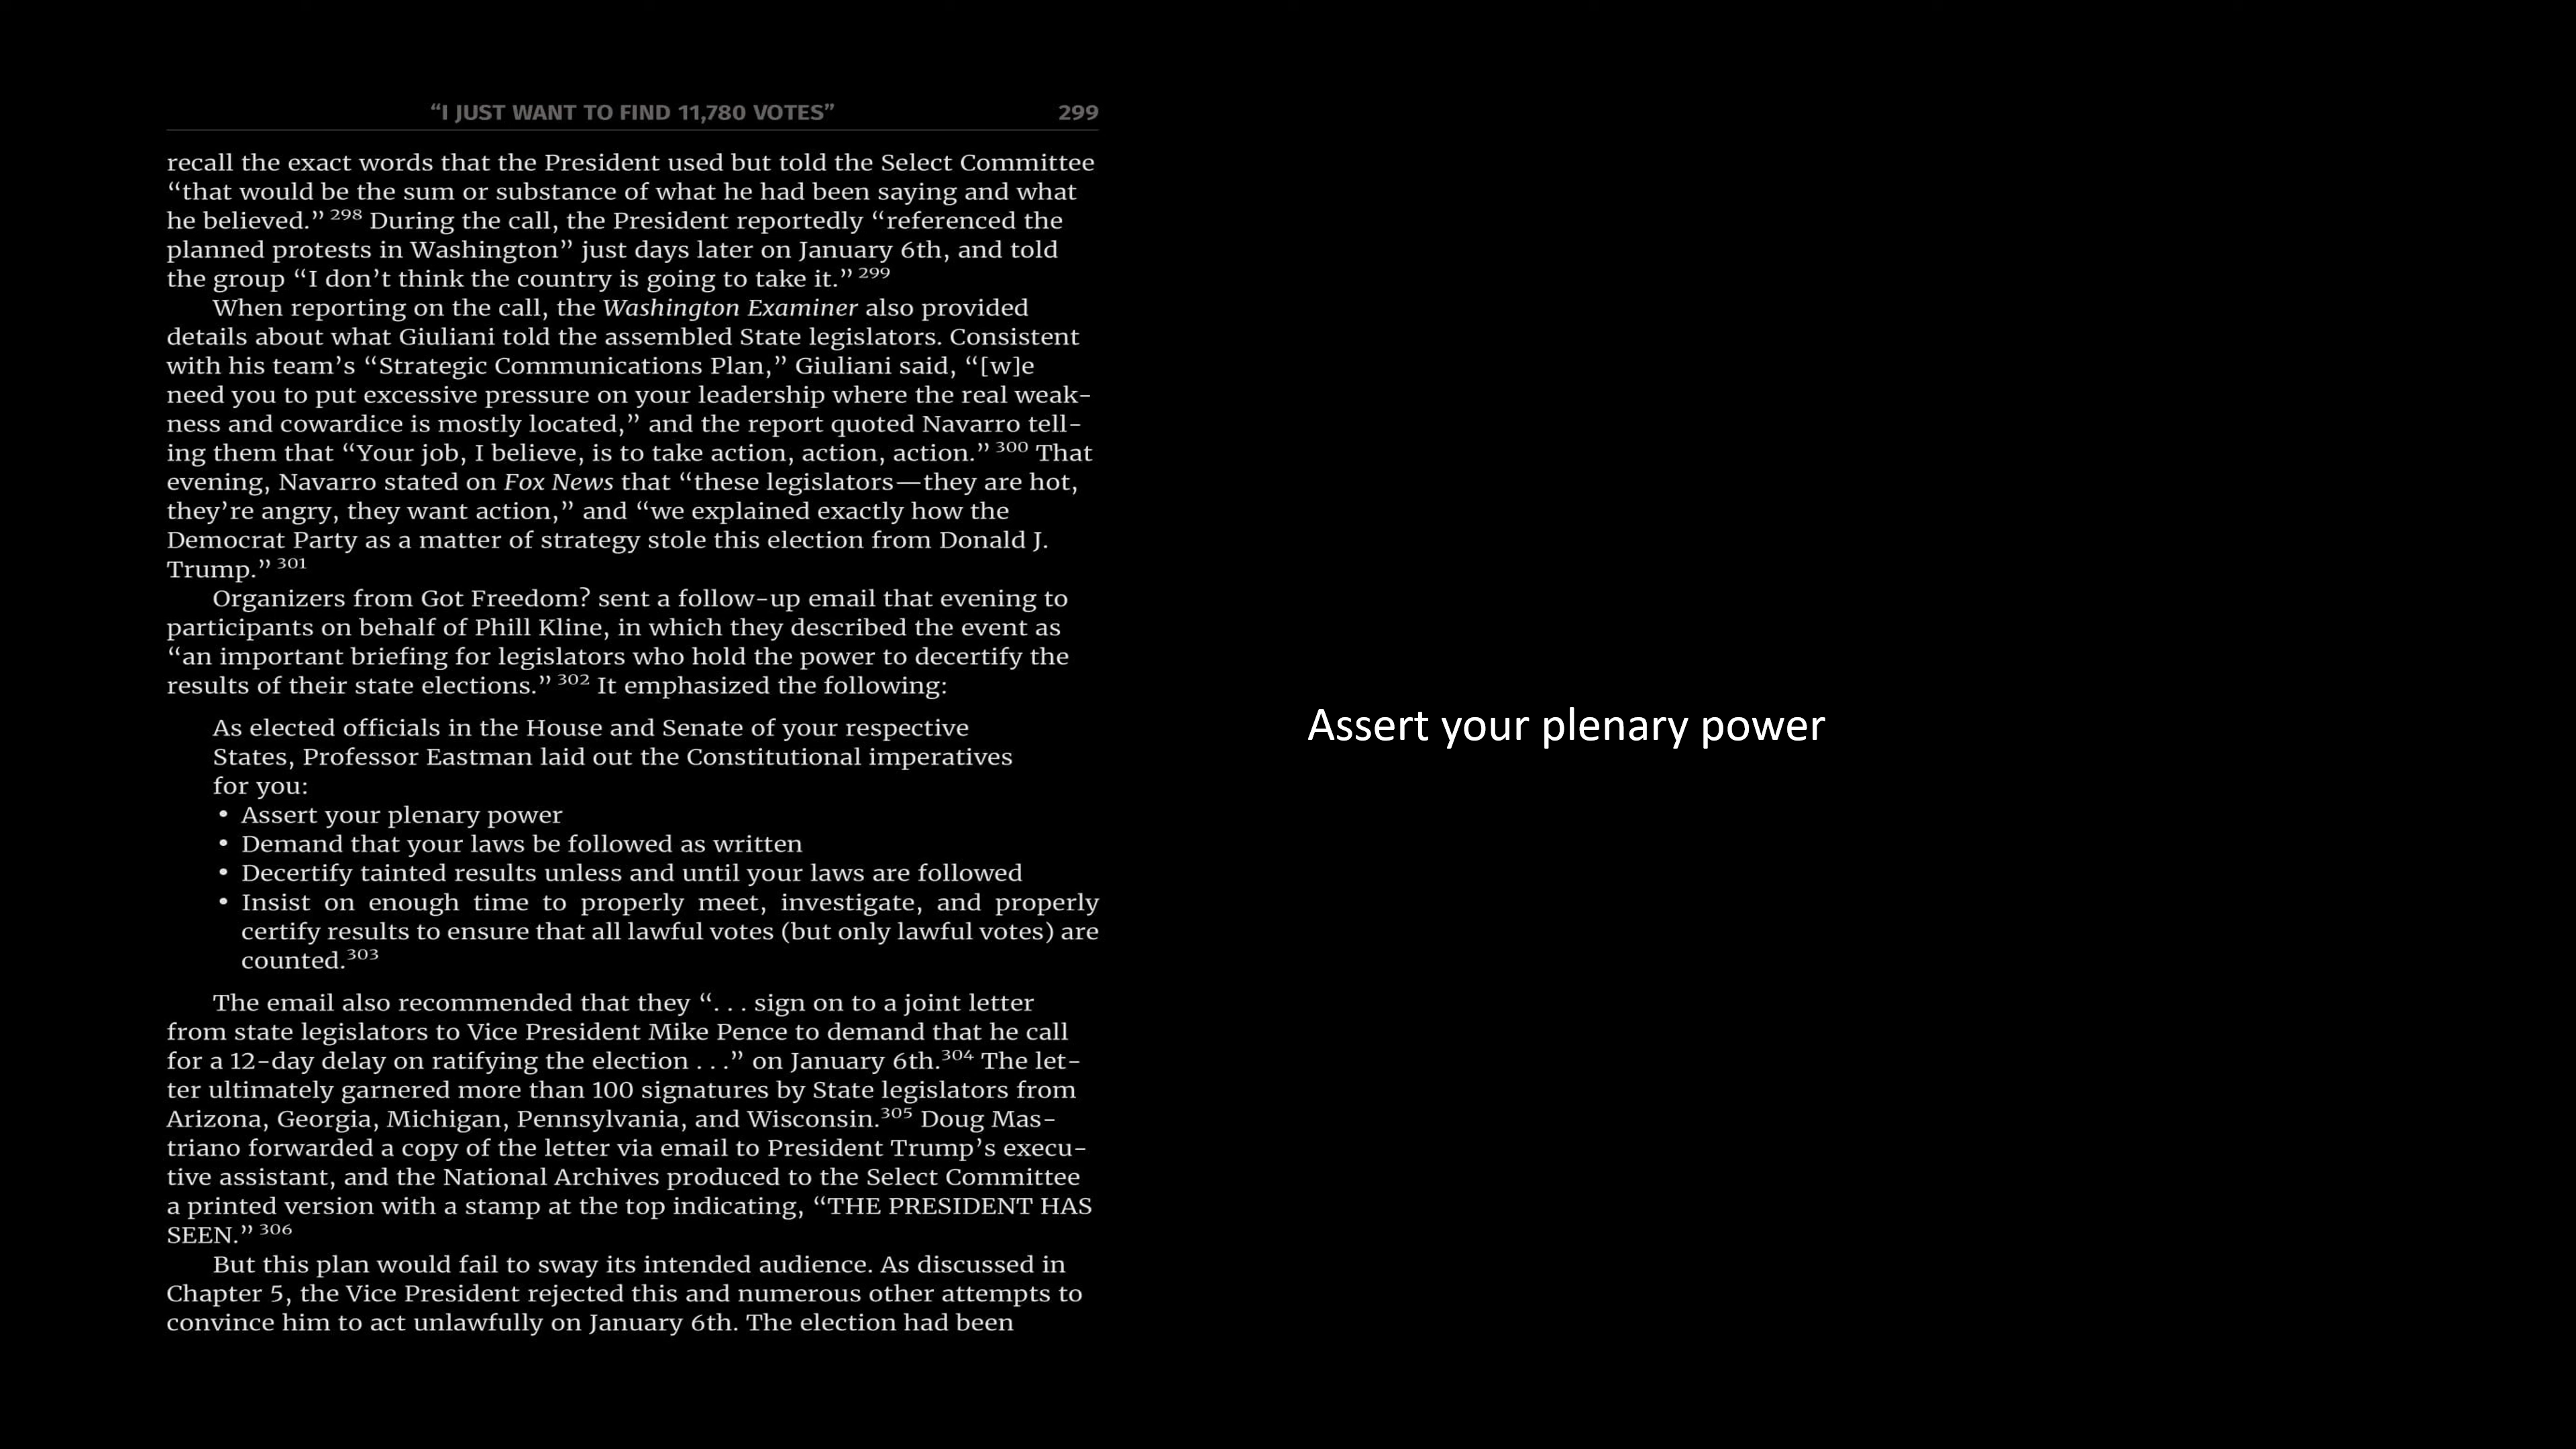 “I JUST WANT TO FIND 11,780 VOTES” 299
recall the exact words that the President used but told the Select Committee
“that would be the sum or substance of what he had been saying and what
he believed.” 298 During the call, the President reportedly “referenced the
planned protests in Washington” just days later on January 6th, and told
the group “I don’t think the country is going to take it.” 299
When reporting on the call, the Washington Examiner also provided
details about what Giuliani told the assembled State legislators. Consistent
with his team’s “Strategic Communications Plan,” Giuliani said, “[w]e
need you to put excessive pressure on your leadership where the real weak-
ness and cowardice is mostly located,” and the report quoted Navarro tell-
ing them that “Your job, I believe, is to take action, action, action.” 300 That
evening, Navarro stated on Fox News that “these legislators—they are hot,
they’re angry, they want action,” and “we explained exactly how the
Democrat Party as a matter of strategy stole this election from Donald J.
Trump.” 301
Organizers from Got Freedom? sent a follow-up email that evening to
participants on behalf of Phill Kline, in which they described the event as
“an important briefing for legislators who hold the power to decertify the
results of their state elections.” 302 It emphasized the following:
As elected officials in the House and Senate of your respective
States, Professor Eastman laid out the Constitutional imperatives
for you:
• Assert your plenary power
• Demand that your laws be followed as written
• Decertify tainted results unless and until your laws are followed
• Insist on enough time to properly meet, investigate, and properly
certify results to ensure that all lawful votes (but only lawful votes) are
counted.303
The email also recommended that they “. . . sign on to a joint letter
from state legislators to Vice President Mike Pence to demand that he call
for a 12-day delay on ratifying the election . . .” on January 6th.304 The let-
ter ultimately garnered more than 100 signatures by State legislators from
Arizona, Georgia, Michigan, Pennsylvania, and Wisconsin.305 Doug Mas-
triano forwarded a copy of the letter via email to President Trump’s execu-
tive assistant, and the National Archives produced to the Select Committee
a printed version with a stamp at the top indicating, “THE PRESIDENT HAS
SEEN.” 306
But this plan would fail to sway its intended audience. As discussed in
Chapter 5, the Vice President rejected this and numerous other attempts to
convince him to act unlawfully on January 6th. The election had been
Assert your plenary power